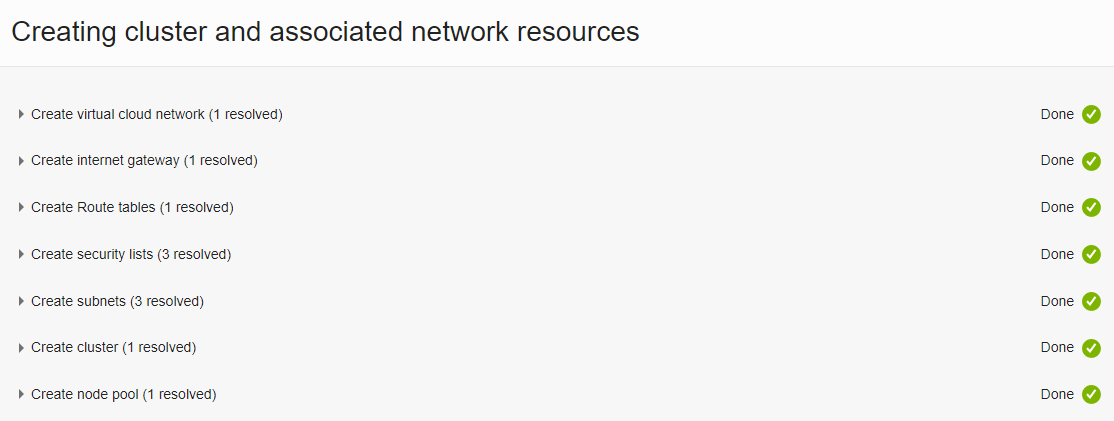 Creating cluster and associated network resources
Create virtual cloud network (1 resolved) Done
Create internet gateway (1 resolved) Done
Create Route tables (1 resolved) Done
Create security lists (3 resolved) Done
Create subnets (3 resolved) Done
Create cluster (1 resolved) Done
Create node pool (1 resolved) Done